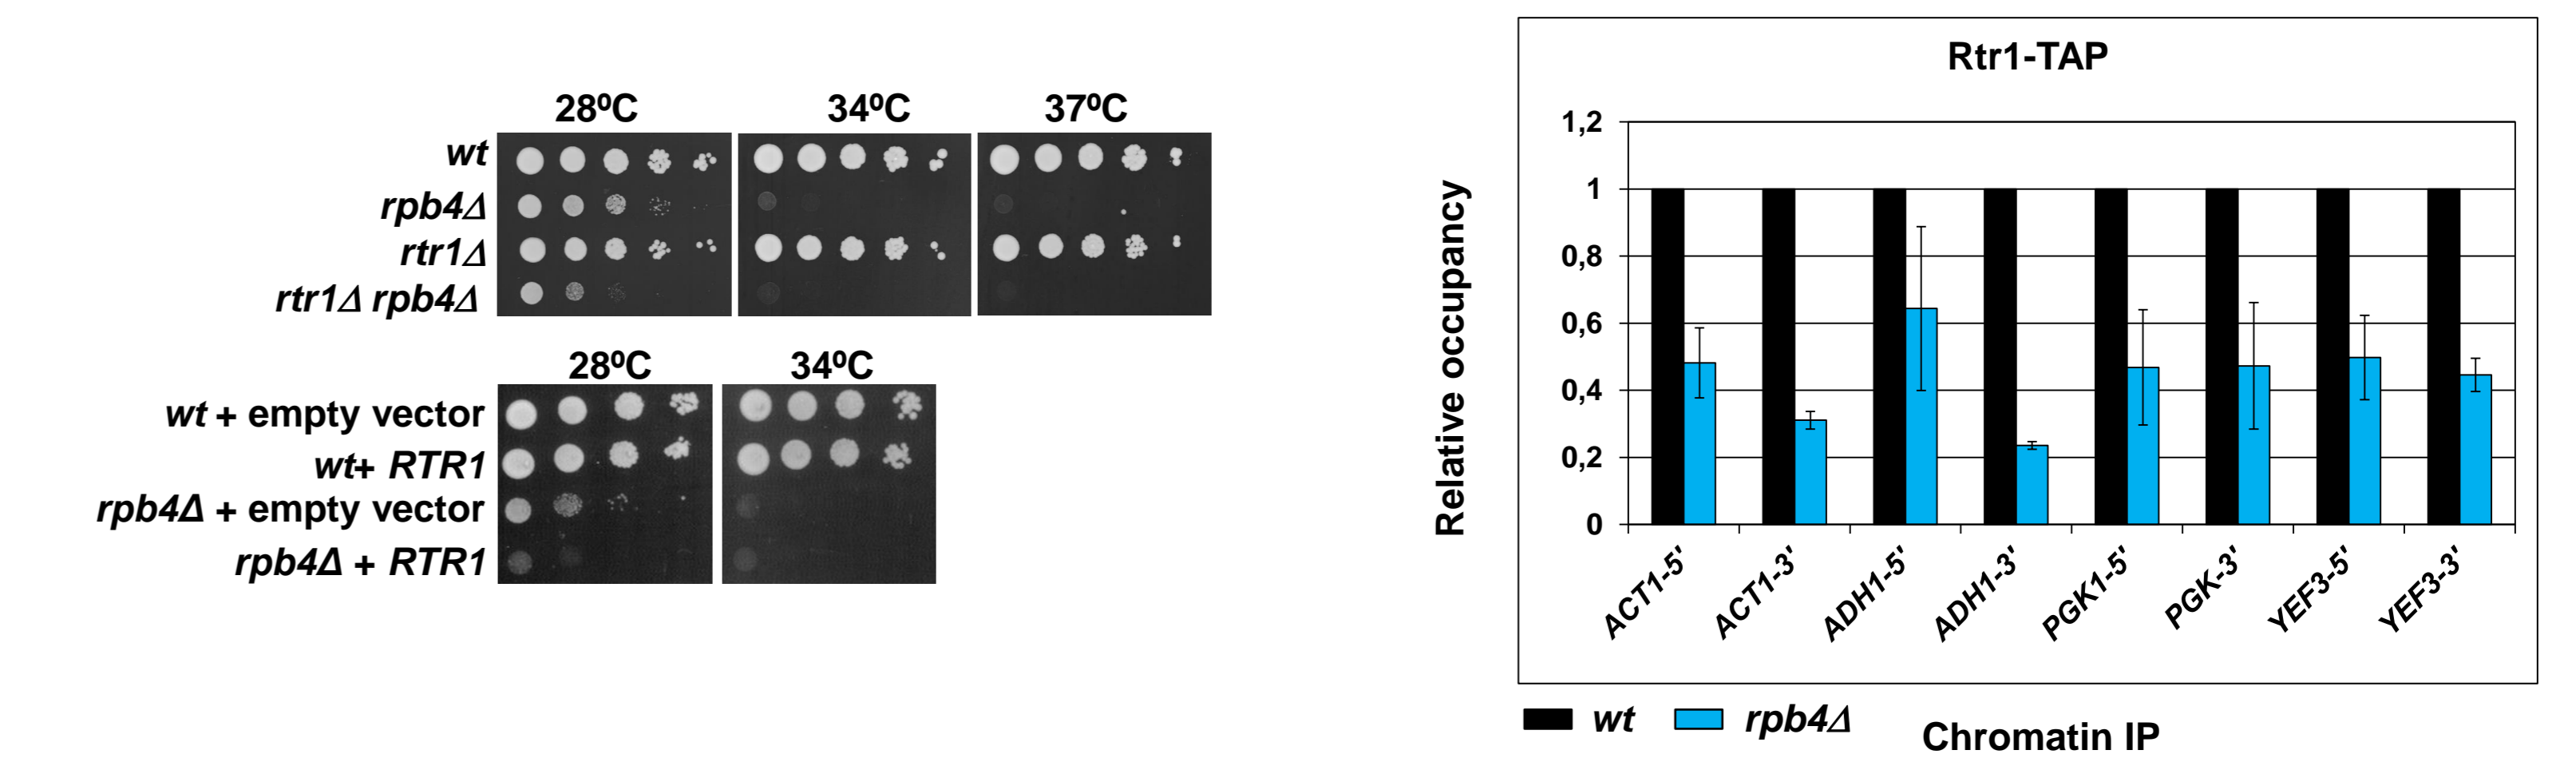 28ºC 34ºC 37ºC
wt
rpb4Δ
rtr1Δ
rtr1Δ rpb4Δ
28ºC 34ºC
wt + empty vector
wt+ RTR1
rpb4Δ + empty vector
rpb4Δ + RTR1
Rtr1-TAP
Relative occupancy
1,2
1
0,8
0,6
0,4
0,2
0
ACT1-5'
ACT1-3'
ADH1-5'
ADH1-3'
PGK1-5'
PGK-3'
YEF3-5'
YEF3-3'
wt rpb4Δ
Chromatin IP